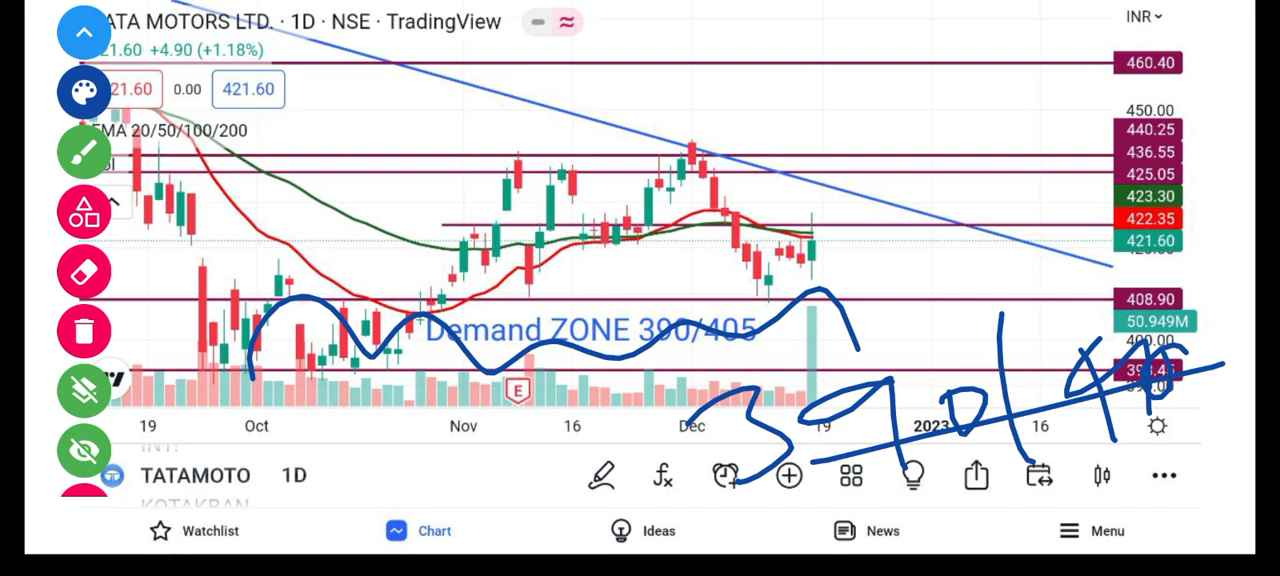 ATA MOTORS LTD. · 1D · NSE · TradingView
INR
21.60 +4.90 (+1.18%)
460.40
21.60 0.00 421.60
450.00
EMA 20/50/100/200
440.25
436.55
425.05
423.30
422.35
421.60
408.90
Demand ZONE 390/405
50.949M
400.00
E
390/
19 Oct Nov 16 Dec 19 2023 16
TATAMOTO 1D
KOTAKBAN
Watchlist Chart Ideas News Menu